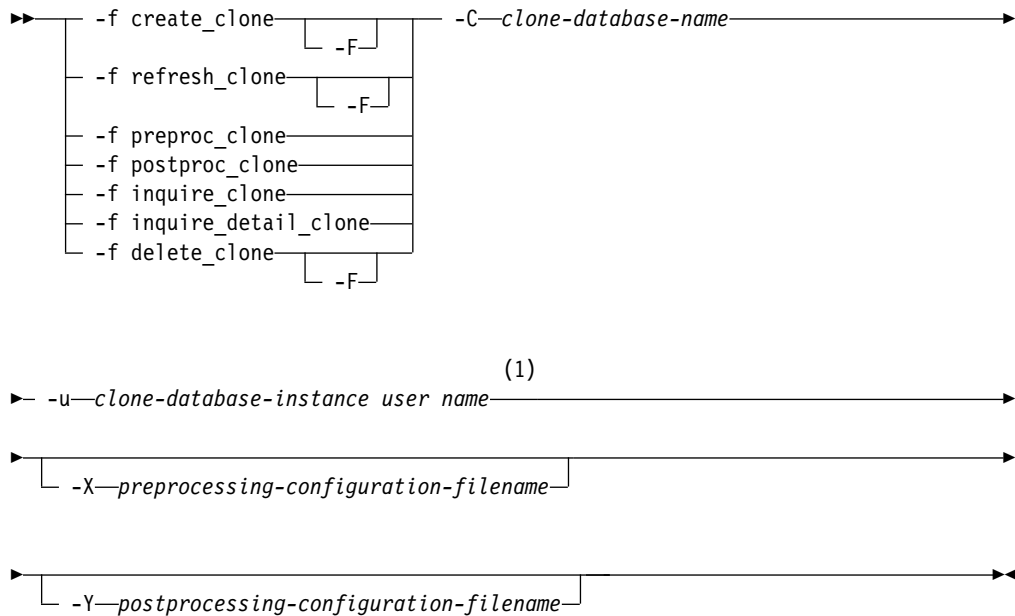 -f create_clone -C clone-database-name
-F
-f refresh_clone
-F
-f preproc_clone
-f postproc_clone
-f inquire_clone
-f inquire_detail_clone
-f delete_clone
-F
(1)
-u clone-database-instance user name
-X preprocessing-configuration-filename
-Y postprocessing-configuration-filename